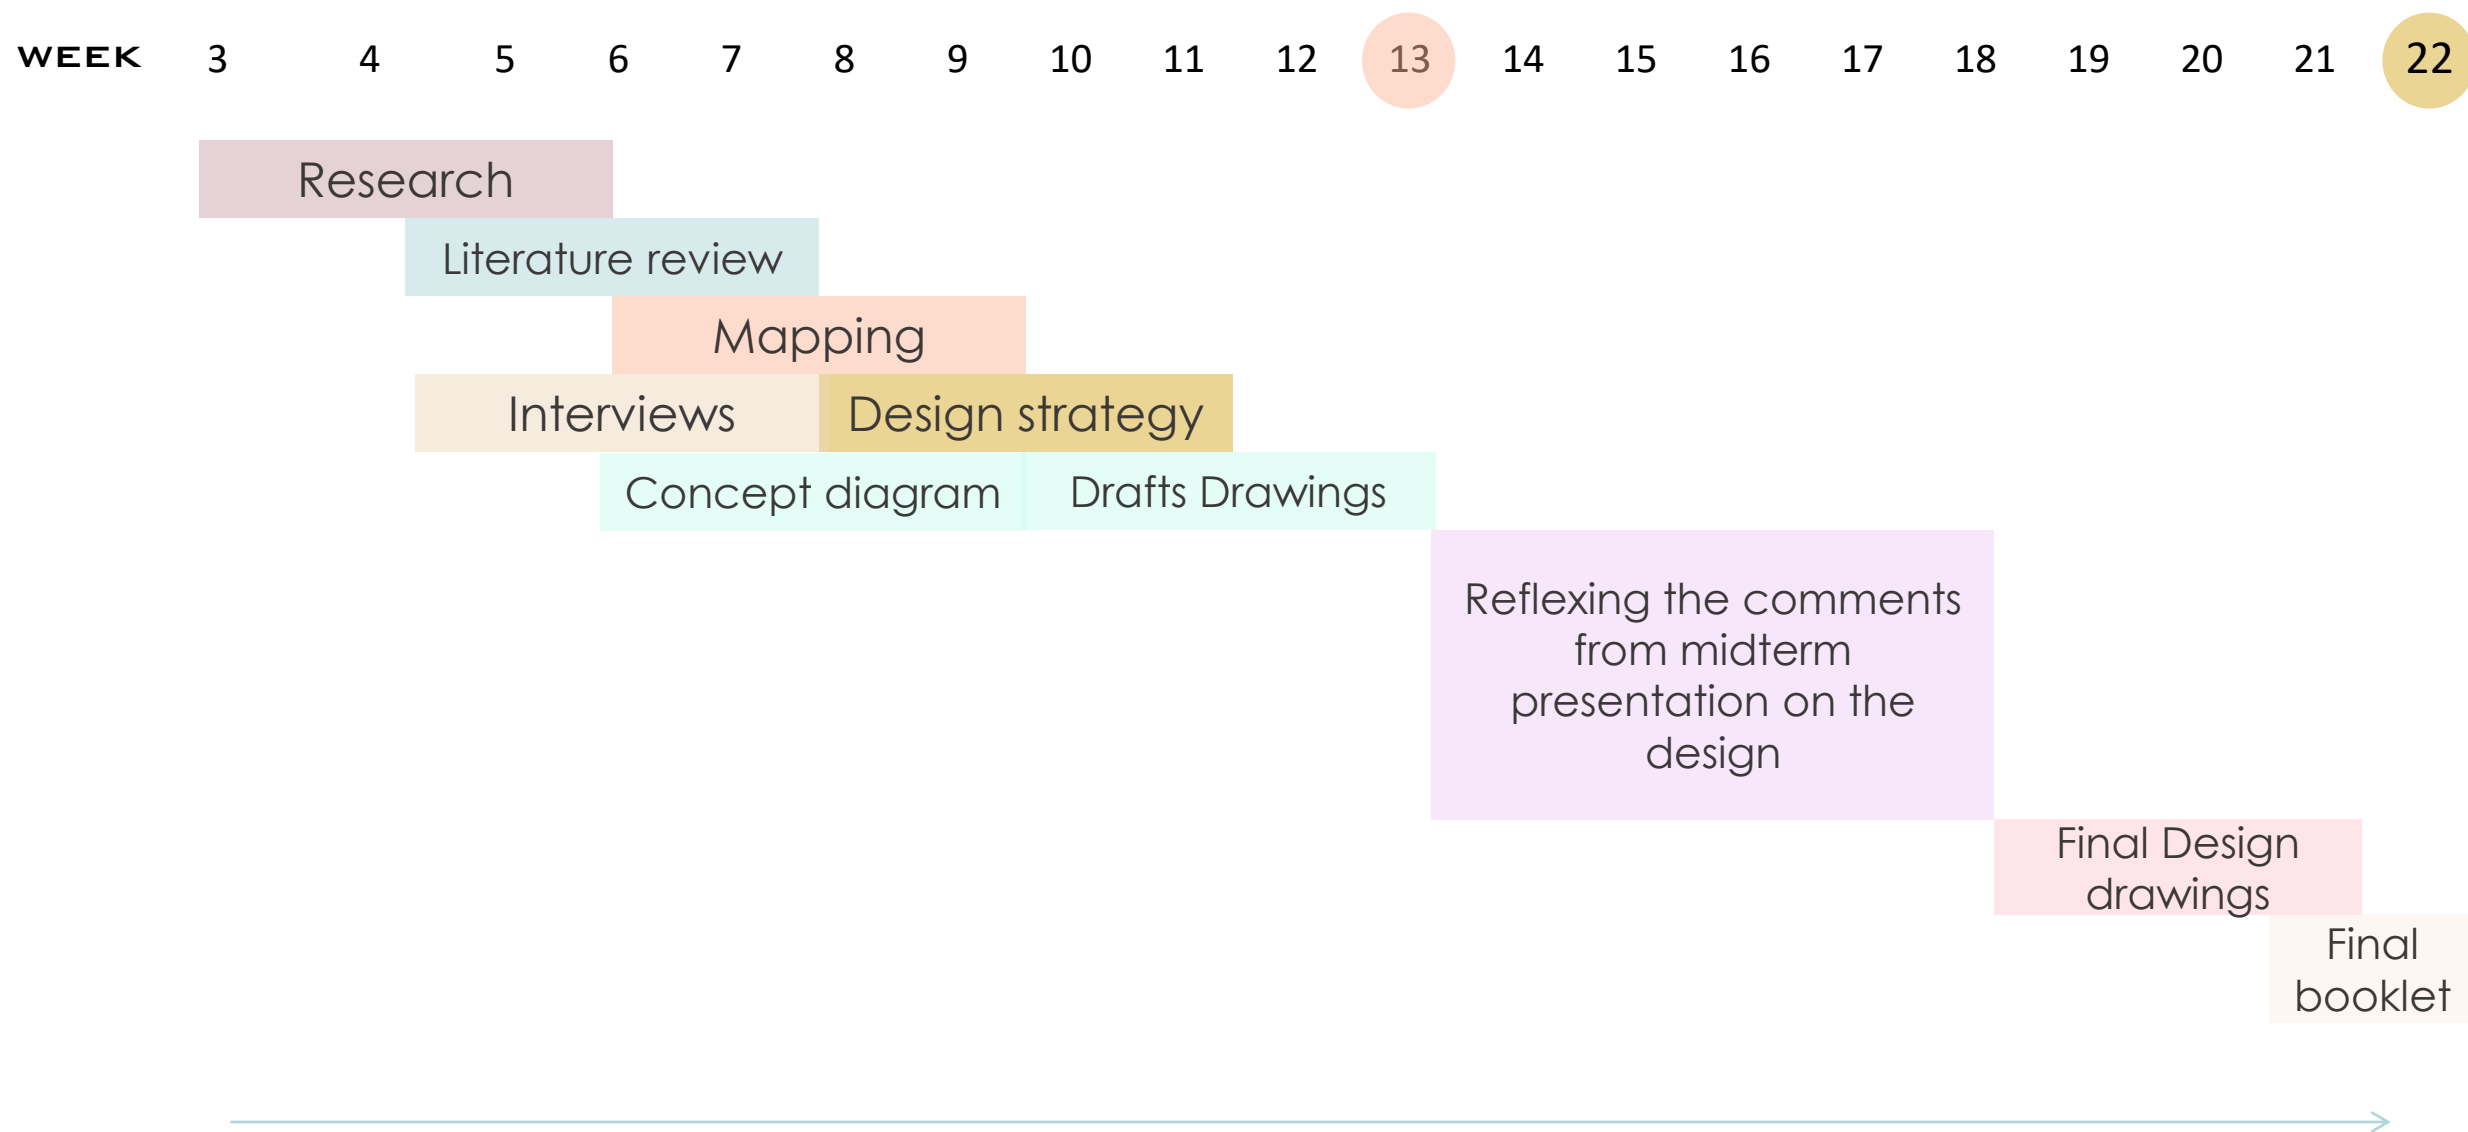 WEEK 3 4 5 6 7 8 9 10 11 12 13 14 15 16 17 18 19 20 21 22
Research
Literature review
Mapping
Interviews Design strategy
Concept diagram Drafts Drawings
Reflexing the comments
from midterm
presentation on the
design
Final Design
drawings
Final
booklet